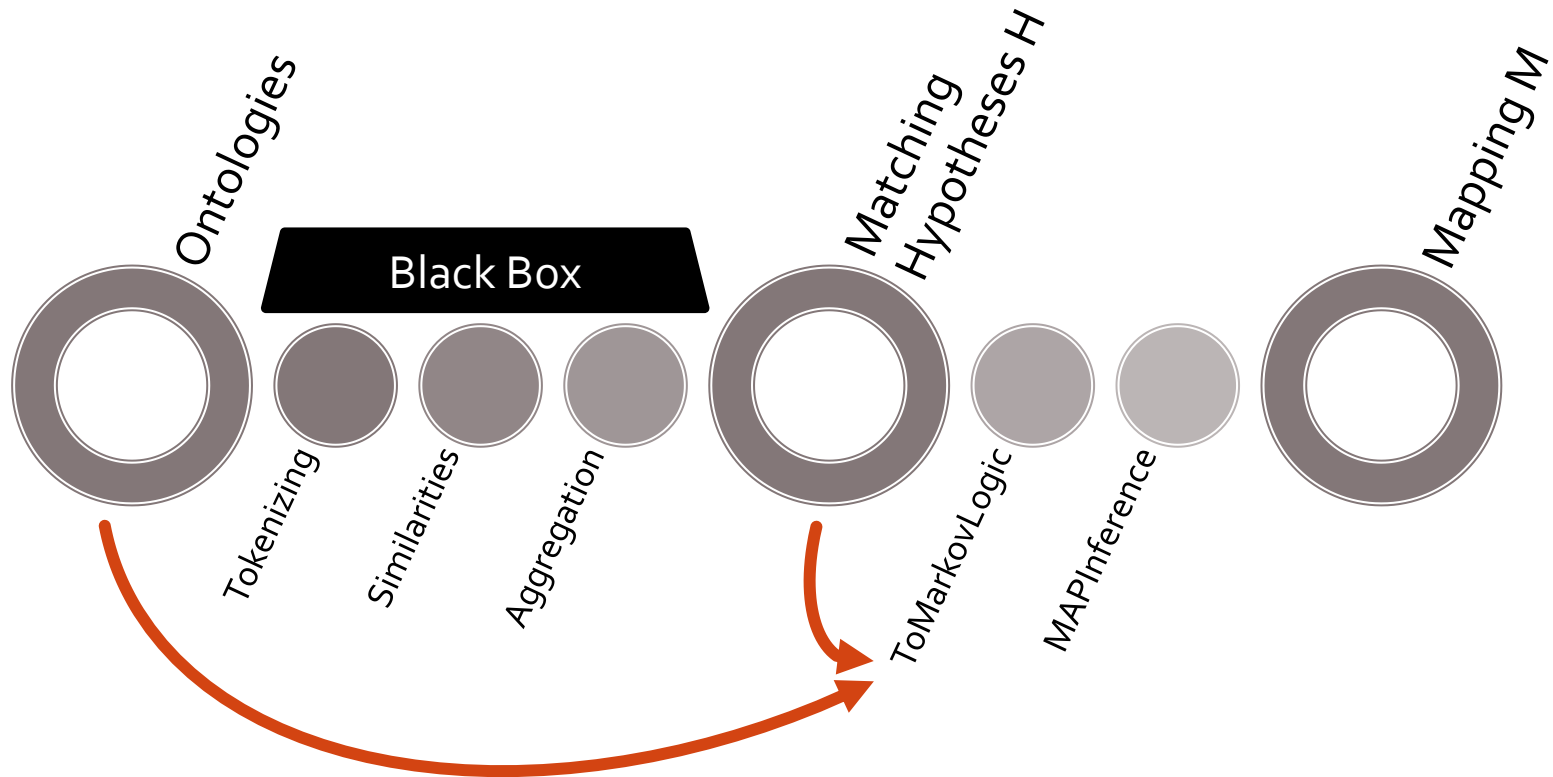 Ontologies
Black Box
Matching
Hypotheses H
Mapping M
Tokenizing
Similarities
Aggregation
ToMarkovLogic
MAPInference